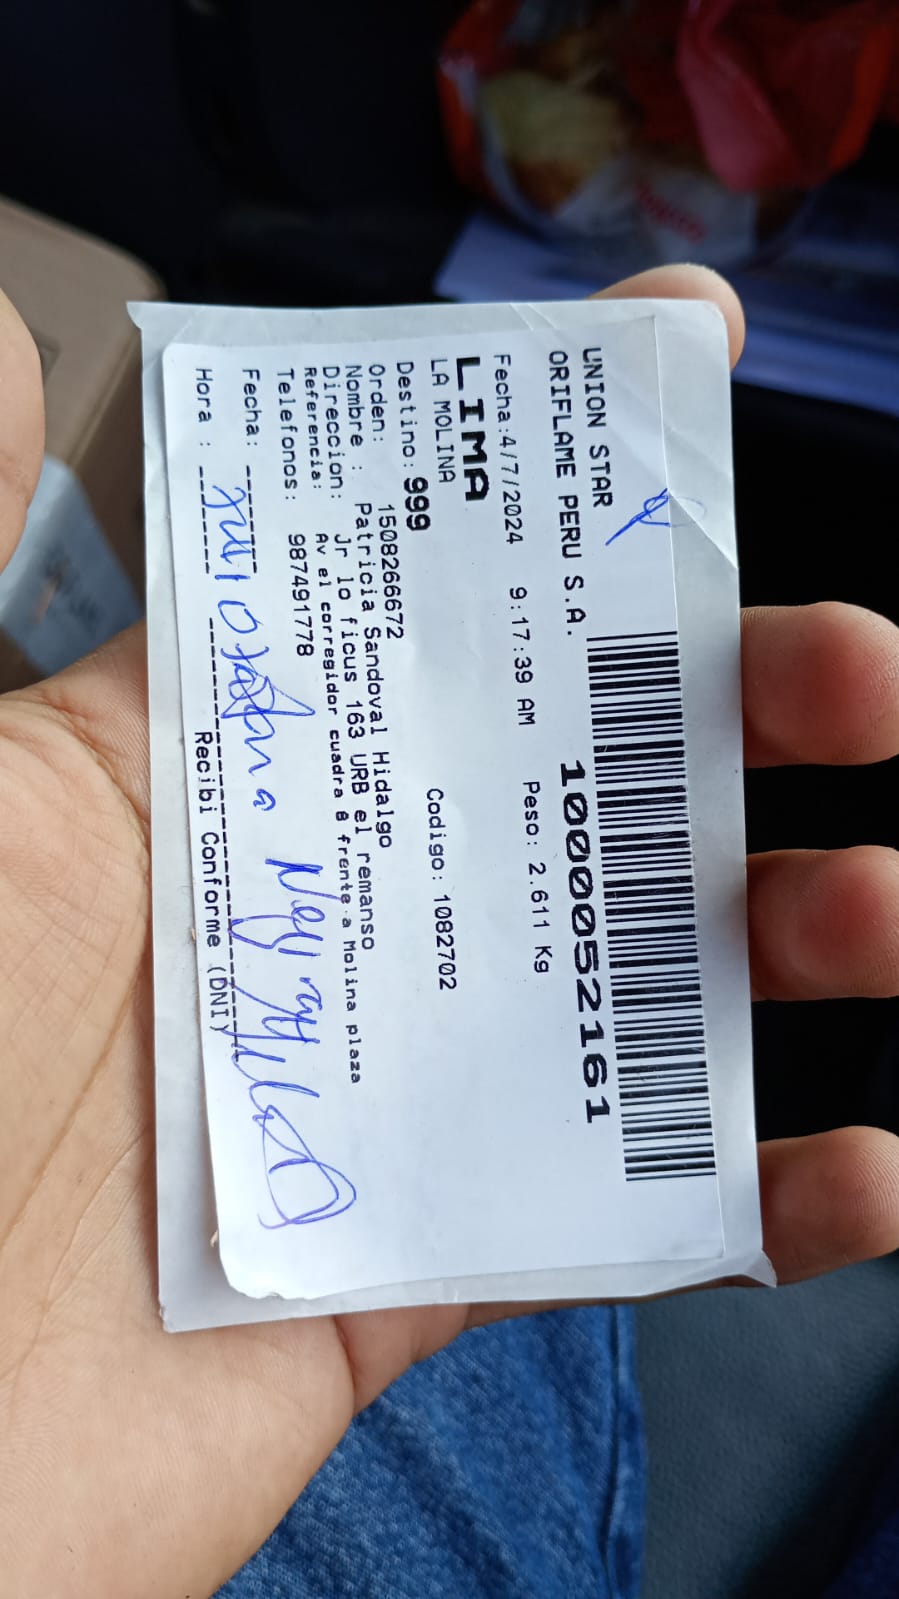 UNION STAR
ORIFLAME PERU S.A.
1000052161
Fecha:4/7/2024 9:17:39 AM Peso: 2.611 Kg
LIMA
LA MOLINA
Destino: 999 Codigo: 1082702
Orden: 1508266672
Nombre : Patricia Sandoval Hidalgo
Direccion: Jr lo ficus 163 URB el remanso
Referencia: Av el corregidor cuadra 8 frente a Molina plaza
Telefonos: 987491778
Fecha:
Hora :
Recibi Conforme (DNI)